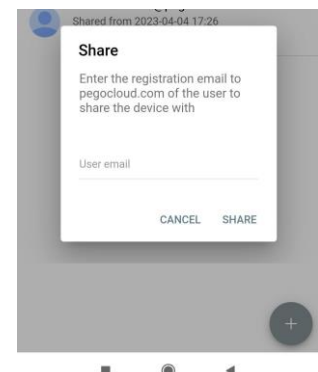 Shared from 2023-04-04 17:26
Share
Enter the registration email to
pegocloud.com of the user to
share the device with
User email
CANCEL SHARE
+